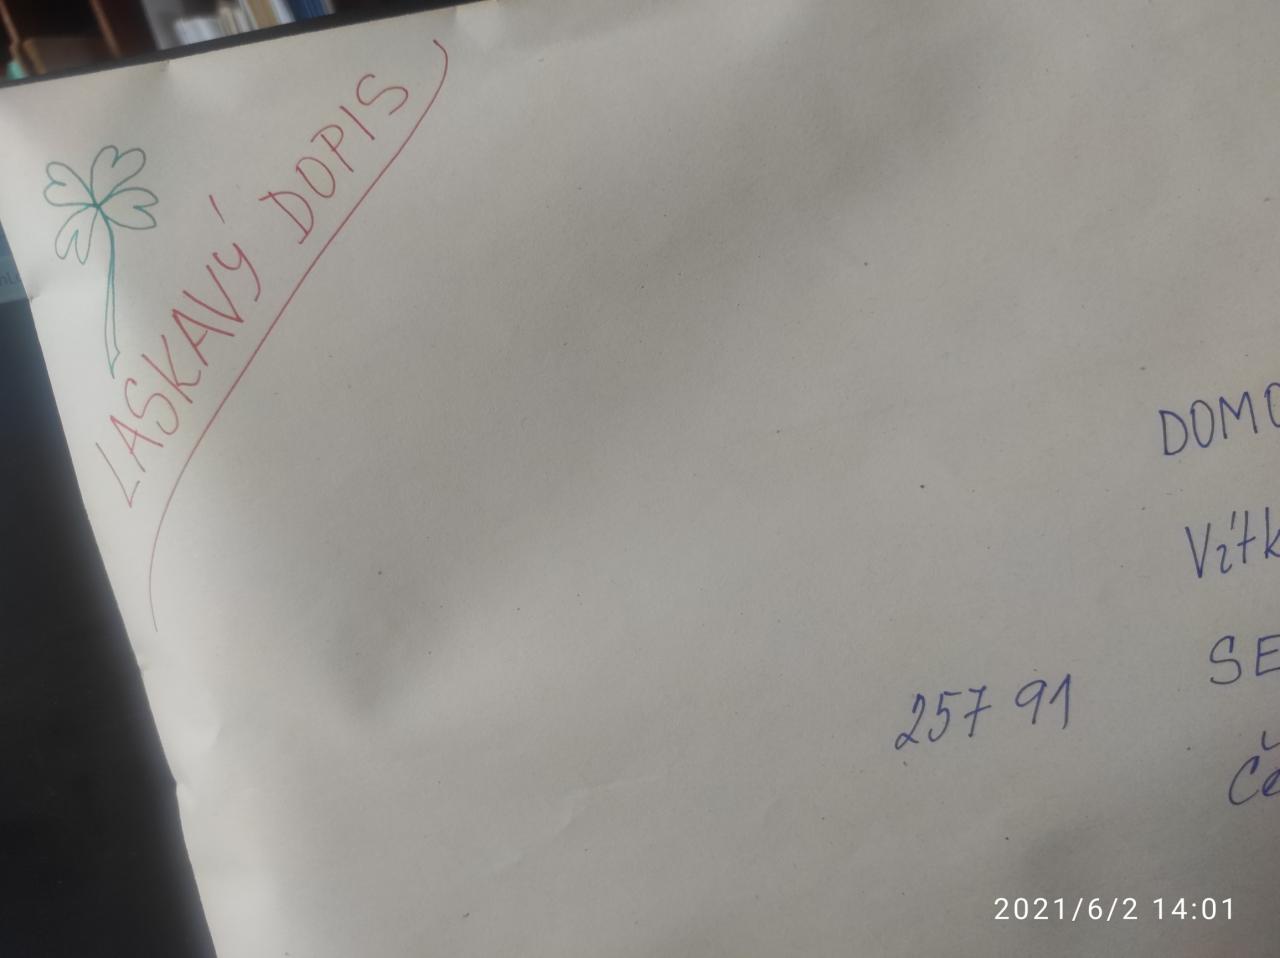 LASKAVÝ DOPIS
DOMO
Vítk
SE
257 91
Če
2021/6/2 14:01